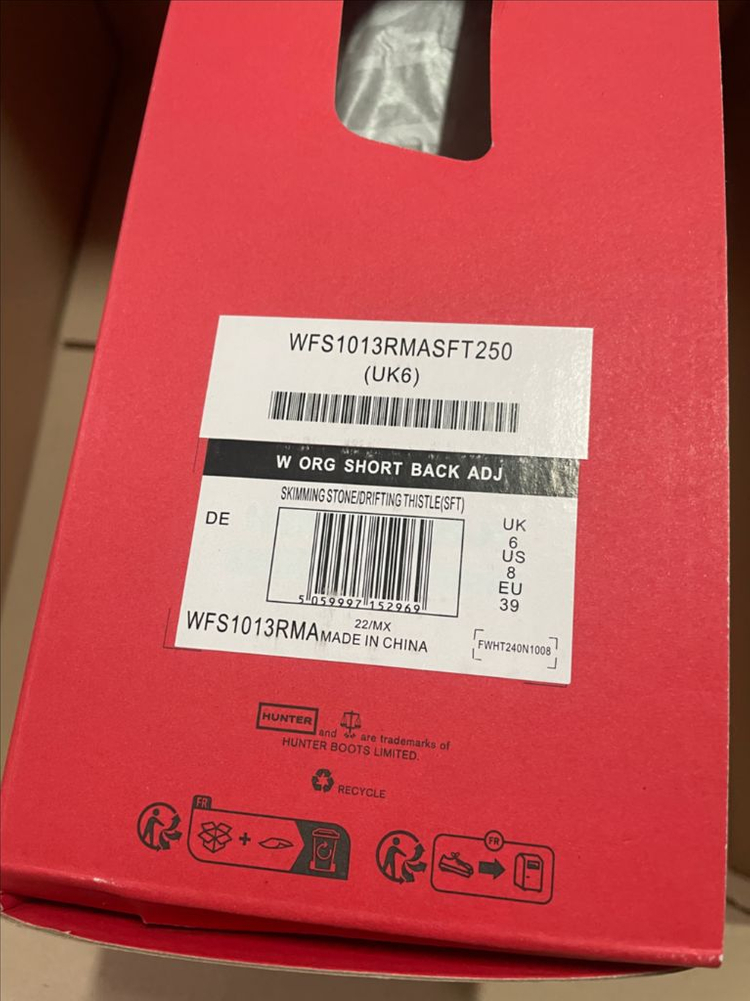 WFS1013RMASFT250
(UK6)
W ORG SHORT BACK ADJ
SKIMMING STONE/DRIFTING THISTLE(SFT)
DE
UK
6
US
8
EU
39
5 059997 152969
22/MX
WFS1013RMA MADE IN CHINA
FWHT240N1008
HUNTER and are trademarks of
HUNTER BOOTS LIMITED.
RECYCLE
FR
+
FR